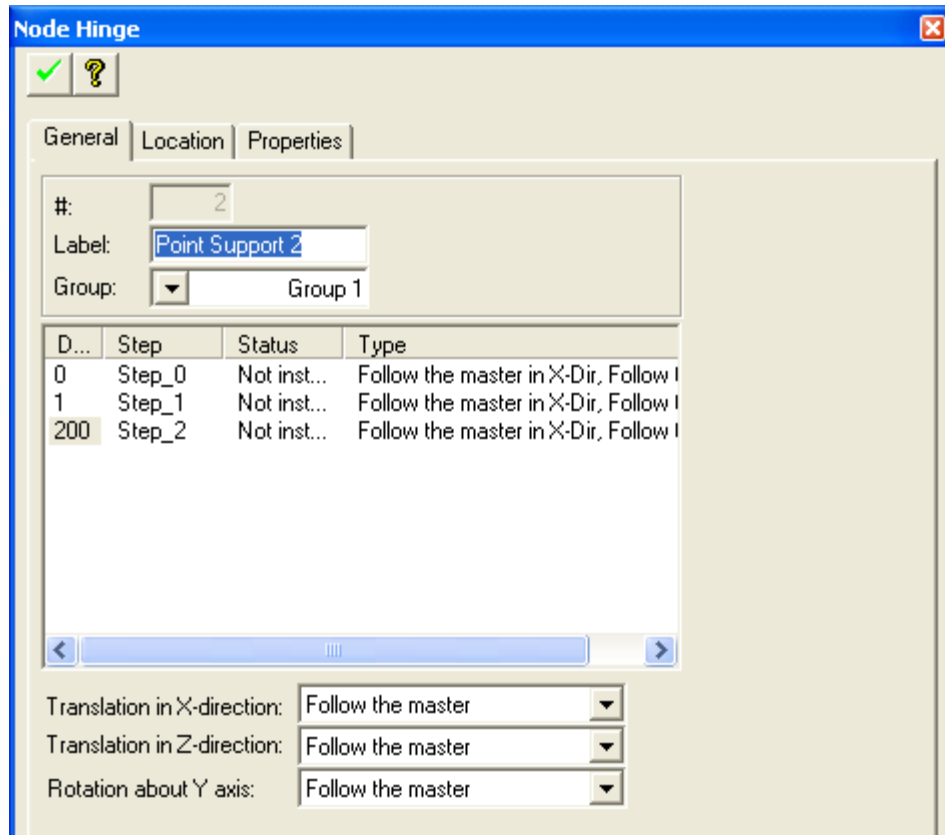 Node Hinge
General Location Properties
#: 2
Label: Point Support 2
Group: Group 1
D... Step Status Type
0 Step_0 Not inst... Follow the master in X-Dir, Follow
1 Step_1 Not inst... Follow the master in X-Dir, Follow
200 Step_2 Not inst... Follow the master in X-Dir, Follow
Translation in X-direction: Follow the master
Translation in Z-direction: Follow the master
Rotation about Y axis: Follow the master